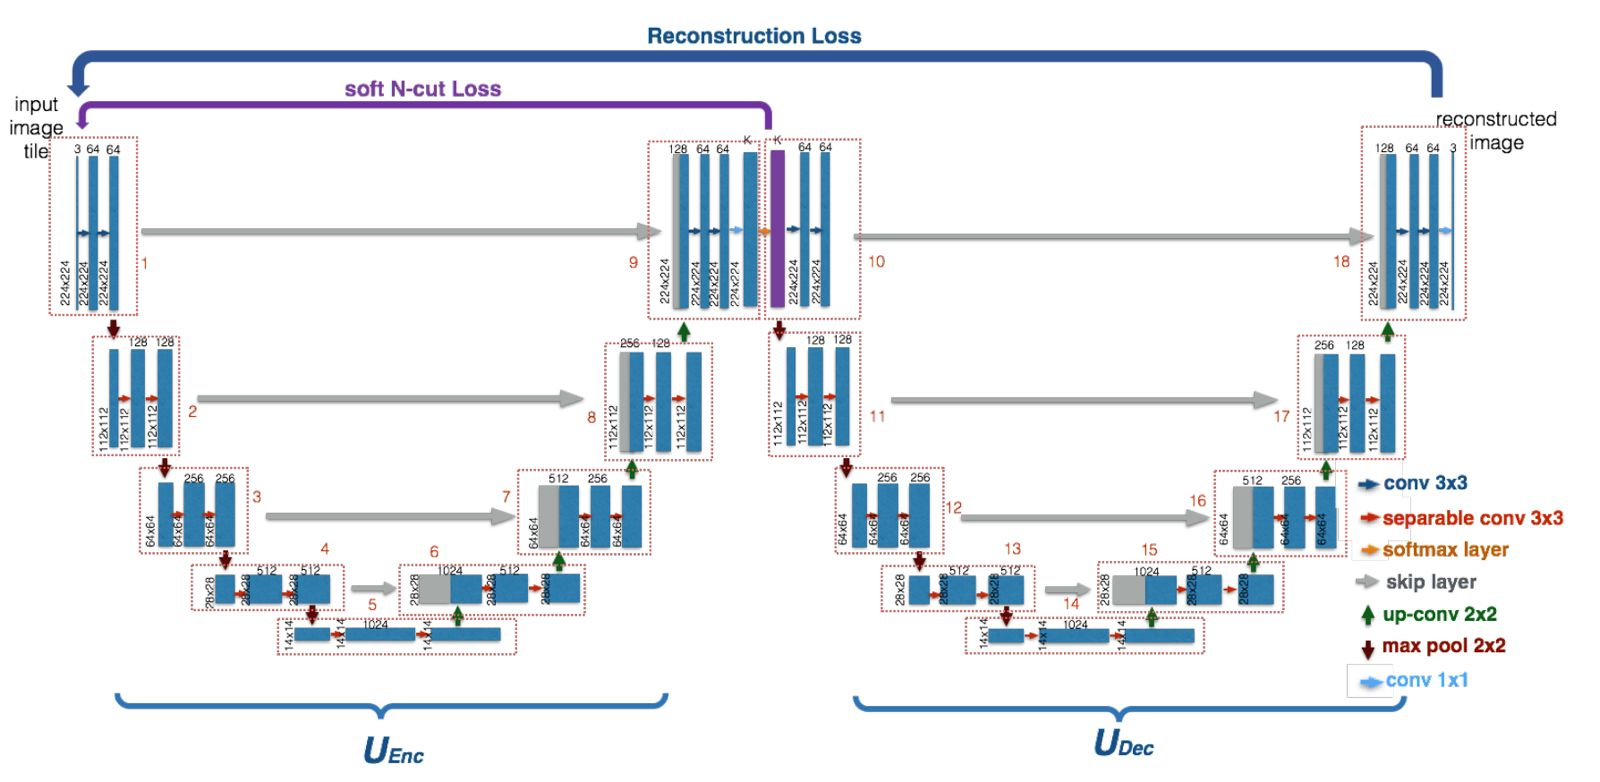 Reconstruction Loss
soft N-cut Loss
input
image
tile
reconstructed
image
3 64 64
224x224 224x224 224x224
1
128 64 64 K
224x224 224x224 224x224 224x224
9
K 64 64
224x224 224x224
10
128 64 64 3
224x224 224x224 224x224 224x224
18
128 128
112x112 112x112 112x112
2
256 128
112x112 112x112 112x112
8
128 128
112x112 112x112 112x112
11
256 128
112x112 112x112 112x112
17
256 256
64x64 64x64 64x64
3
512 256
64x64 64x64 64x64
7
256 256
64x64 64x64 64x64
12
512 256
64x64 64x64 64x64
16
4
512 512
28x28 28x28 28x28
6
1024 512
28x28 28x28 28x28
13
512 512
28x28 28x28 28x28
15
1024 512
28x28 28x28 28x28
5
1024
14x14 14x14 14x14
14
1024
14x14 14x14 14x14
conv 3x3
separable conv 3x3
softmax layer
skip layer
up-conv 2x2
max pool 2x2
conv 1x1
U Enc
U Dec